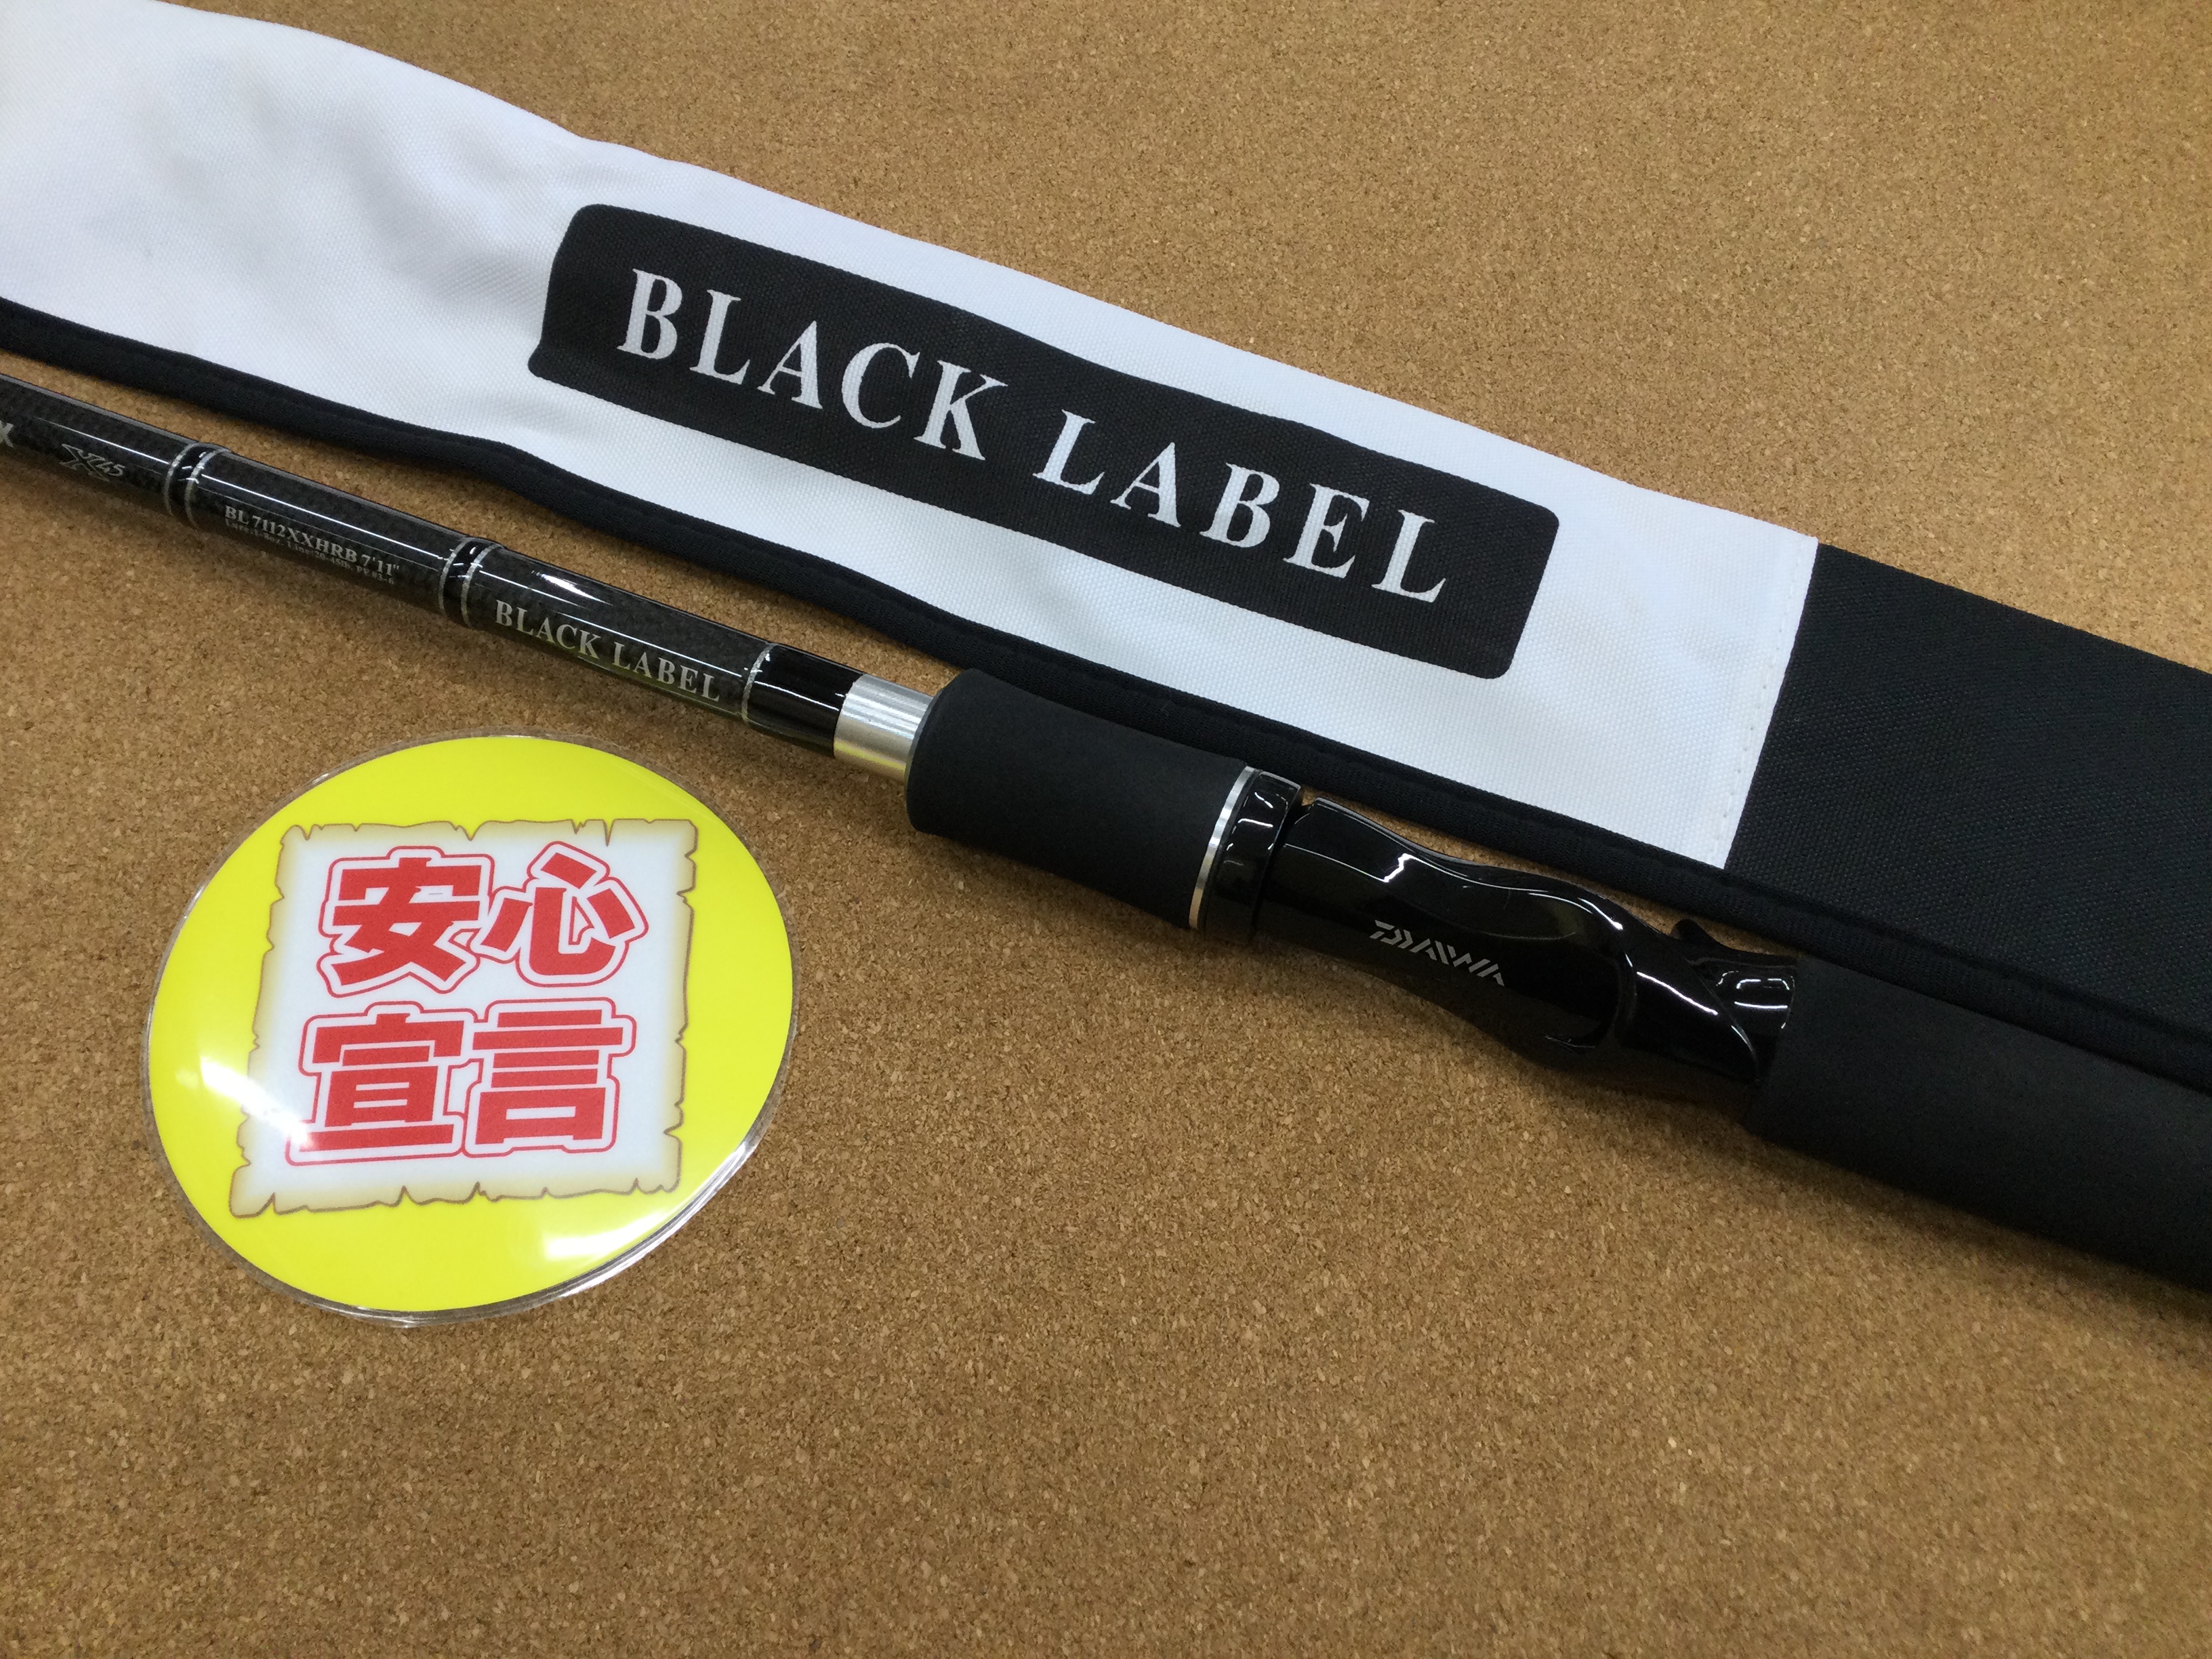 BLACK LABEL
X45
BL 7112XXHRB 7'11"
BLACK LABEL
DAIWA
安心
宣言